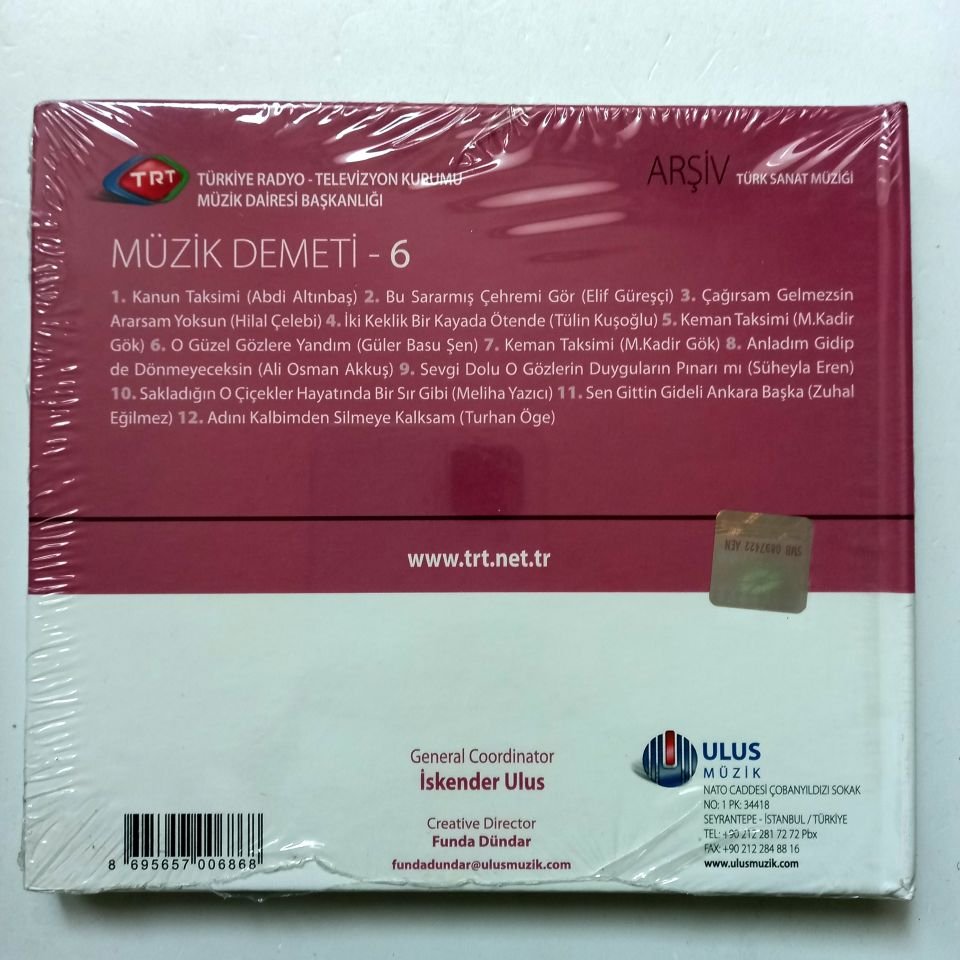 TRT
TÜRKİYE RADYO - TELEVİZYON KURUMU
MÜZİK DAİRESİ BAŞKANLIĞI
ARŞİV TÜRK SANAT MÜZİĞİ
MÜZİK DEMETİ - 6
1. Kanun Taksimi (Abdi Altınbaş) 2. Bu Sararmış Çehremi Gör (Elif Güreşçi) 3. Çağırsam Gelmezsin
Ararsam Yoksun (Hilal Çelebi) 4. İki Keklik Bir Kayada Ötende (Tülin Kuşoğlu) 5. Keman Taksimi (M.Kadir
Gök) 6. O Güzel Gözlere Yandım (Güler Basu Şen) 7. Keman Taksimi (M.Kadir Gök) 8. Anladım Gidip
de Dönmeyeceksin (Ali Osman Akkuş) 9. Sevgi Dolu O Gözlerin Duyguların Pınarı mı (Süheyla Eren)
10. Sakladığın O Çiçekler Hayatında Bir Sır Gibi (Meliha Yazıcı) 11. Sen Gittin Gideli Ankara Başka (Zuhal
Eğilmez) 12. Adını Kalbimden Silmeye Kalksam (Turhan Öge)
www.trt.net.tr
SMB 0897422 AEN
General Coordinator
İskender Ulus
Creative Director
Funda Dündar
fundadundar@ulusmuzik.com
ULUS
MÜZİK
NATO CADDESİ ÇOBANYILDIZI SOKAK
NO: 1 PK: 34418
SEYRANTEPE - İSTANBUL / TÜRKİYE
TEL: +90 212 281 72 72 Pbx
FAX: +90 212 284 88 16
www.ulusmuzik.com
8 695657 006868